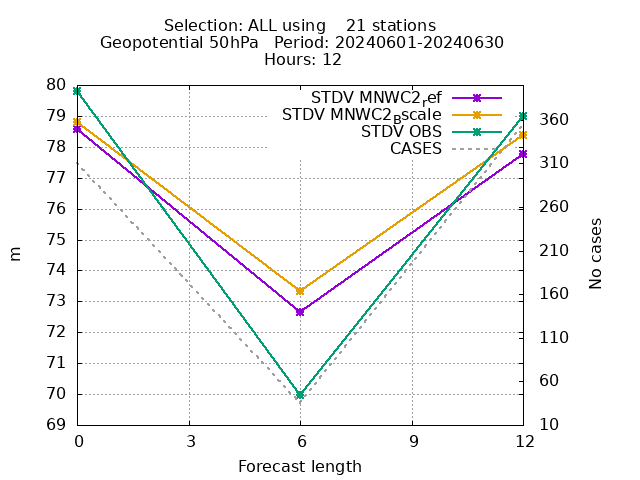 Selection: ALL using    21 stations
Geopotential 50hPa   Period: 20240601-20240630
Hours: 12
STDV MNWC2_ref
STDV MNWC2_Bscale
STDV OBS
CASES
80
79
78
77
76
75
74
73
72
71
70
69
m
360
310
260
210
160
110
60
10
No cases
0 3 6 9 12
Forecast length